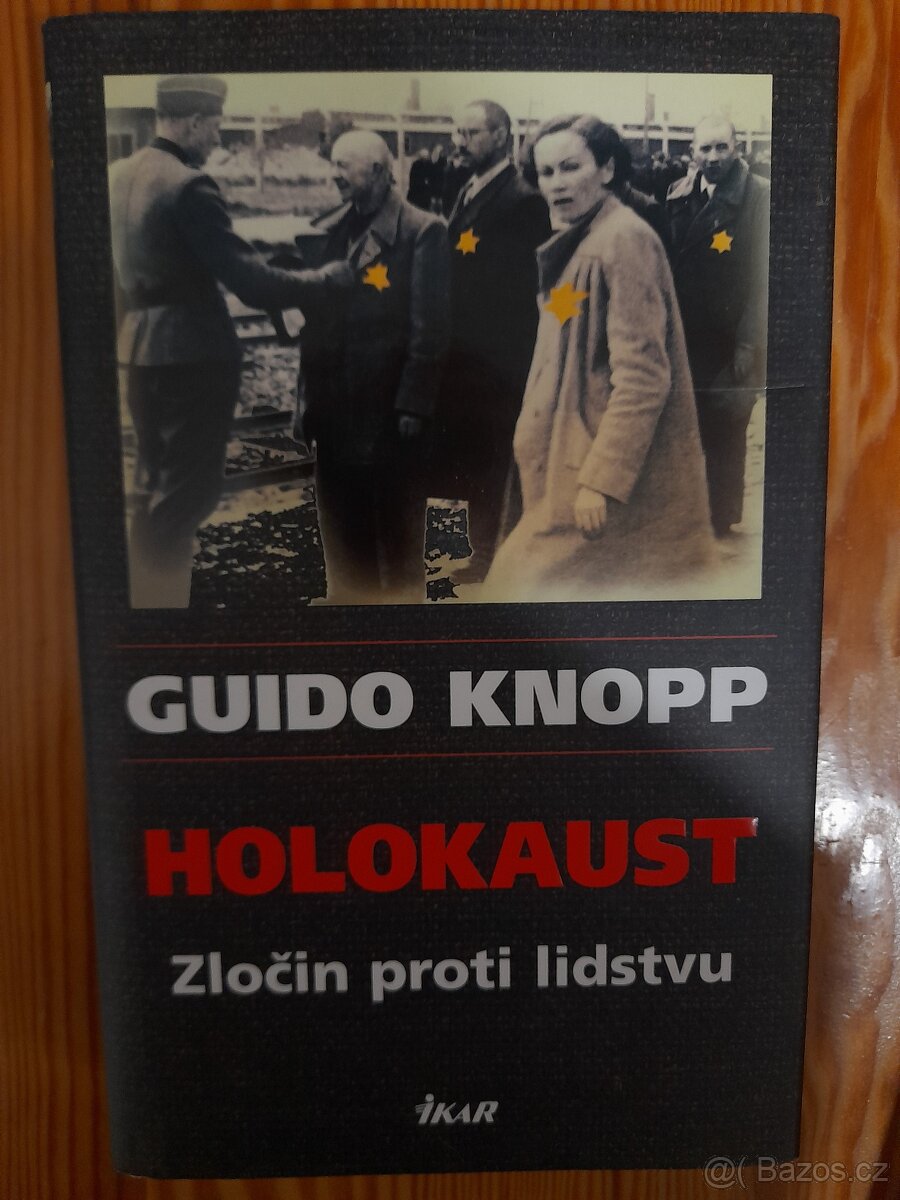 GUIDO KNOPP
HOLOKAUST
Zločin proti lidstvu
IKAR
@( Bazos.cz